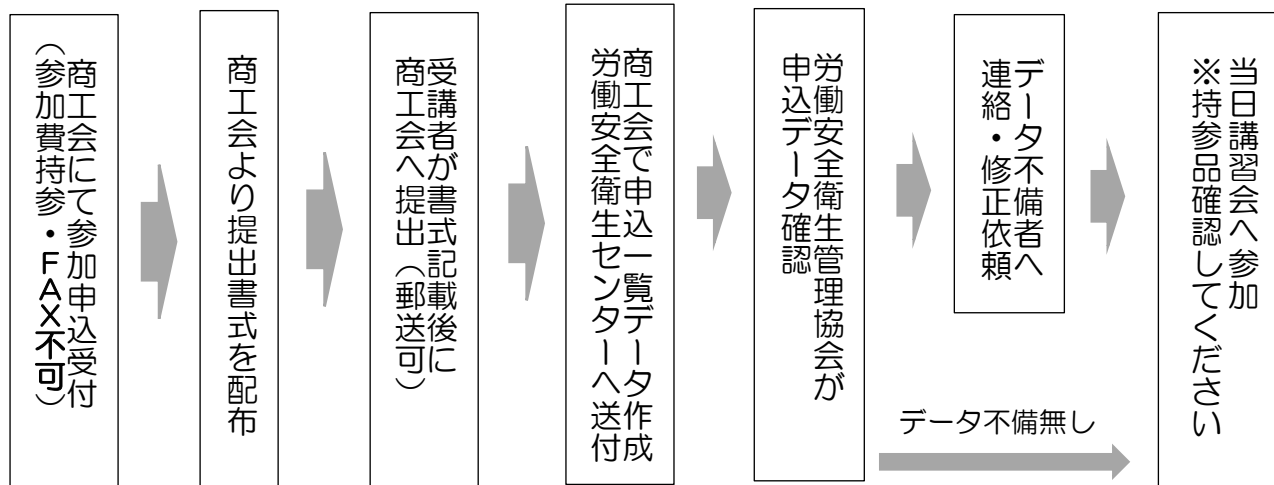 商工会にて参加申込受付
（参加費持参・ＦＡＸ不可）
商工会より提出書式を配布
受講者が書式記載後に
商工会へ提出（郵送可）
商工会で申込一覧データ作成
労働安全衛生センターへ送付
労働安全衛生管理協会が
申込データ確認
データ不備者へ
連絡・修正依頼
データ不備無し
当日講習会へ参加
※持参品確認してください